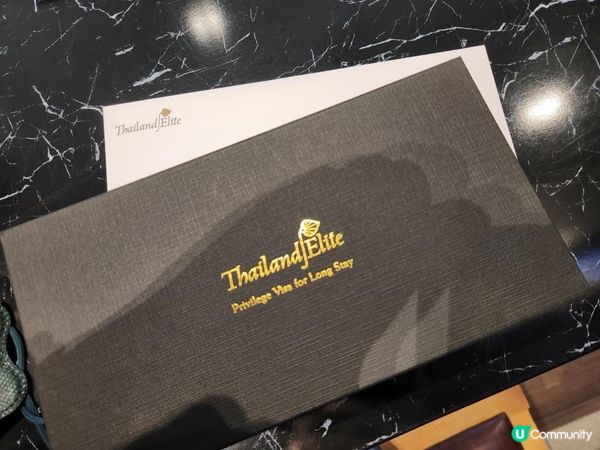 Thailand Elite
Thailand Elite
Privilege Visa for Long Stay
U Community